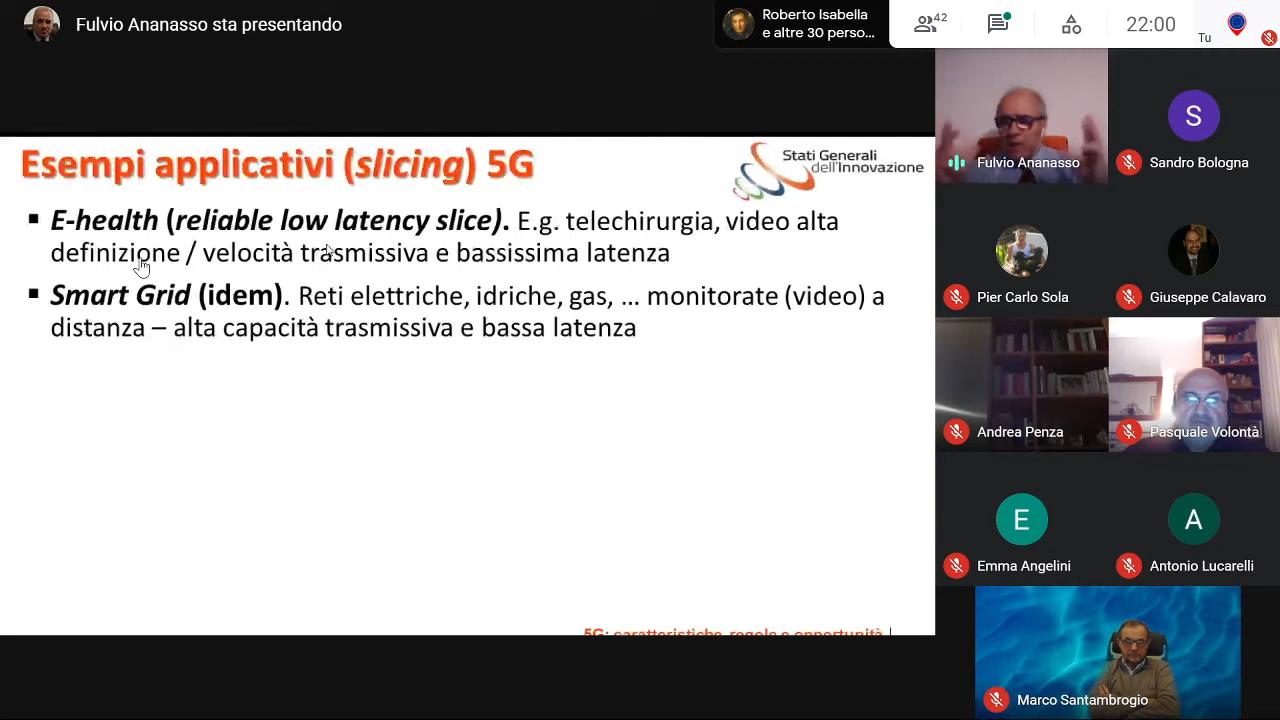 Fulvio Ananasso sta presentando
Roberto Isabella
e altre 30 perso...
42
22:00
Tu
Esempi applicativi (slicing) 5G
Stati Generali
dell'Innovazione
▪ E-health (reliable low latency slice). E.g. telechirurgia, video alta
definizione / velocità trasmissiva e bassissima latenza
▪ Smart Grid (idem). Reti elettriche, idriche, gas, … monitorate (video) a
distanza – alta capacità trasmissiva e bassa latenza
5G: caratteristiche, regole e opportunità
Fulvio Ananasso
S
Sandro Bologna
Pier Carlo Sola
Giuseppe Calavaro
Andrea Penza
Pasquale Volontà
E
Emma Angelini
A
Antonio Lucarelli
Marco Santambrogio